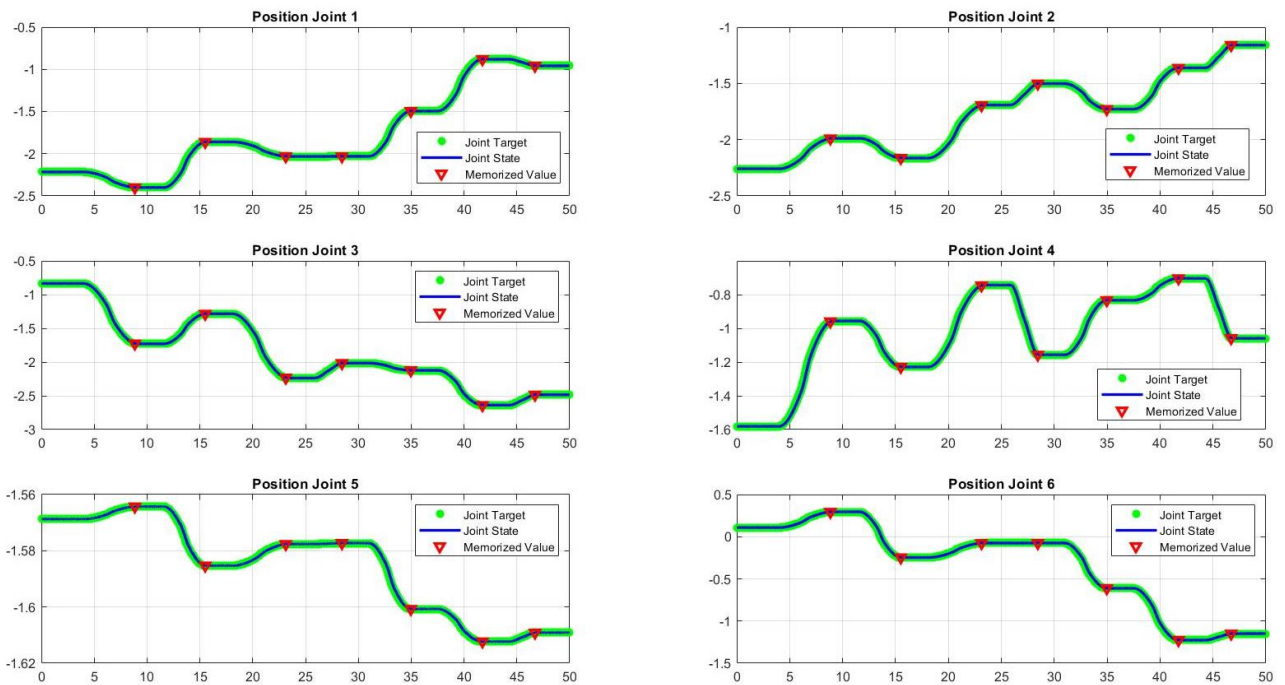 Position Joint 1
-0.5
-1
-1.5
-2
-2.5
0 5 10 15 20 25 30 35 40 45 50
Joint Target
Joint State
Memorized Value
Position Joint 2
-1
-1.5
-2
-2.5
0 5 10 15 20 25 30 35 40 45 50
Joint Target
Joint State
Memorized Value
Position Joint 3
-0.5
-1
-1.5
-2
-2.5
-3
0 5 10 15 20 25 30 35 40 45 50
Joint Target
Joint State
Memorized Value
Position Joint 4
-0.8
-1
-1.2
-1.4
-1.6
0 5 10 15 20 25 30 35 40 45 50
Joint Target
Joint State
Memorized Value
Position Joint 5
-1.56
-1.58
-1.6
-1.62
0 5 10 15 20 25 30 35 40 45 50
Joint Target
Joint State
Memorized Value
Position Joint 6
0.5
0
-0.5
-1
-1.5
0 5 10 15 20 25 30 35 40 45 50
Joint Target
Joint State
Memorized Value